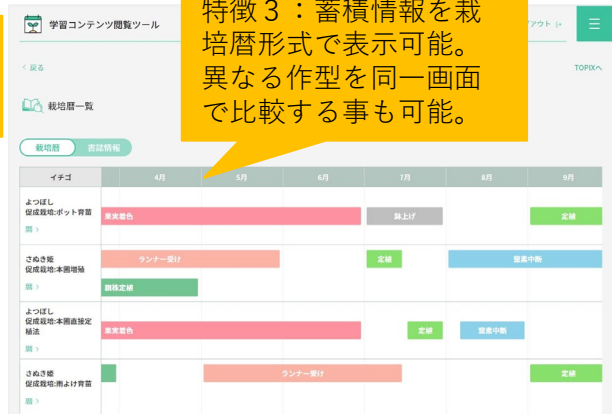 特徴３：蓄積情報を栽
培暦形式で表示可能。
異なる作型を同一画面
で比較する事も可能。
学習コンテンツ閲覧ツール
アウト
< 戻る
TOPIXへ
栽培暦一覧
栽培暦 書誌情報
イチゴ 4月 5月 6月 7月 8月 9月
よつぼし
促成栽培:ポット育苗
暦 >
果実着色 鉢上げ 定植
さぬき姫
促成栽培:本圃増殖
暦 >
ランナー受け 定植 窒素中断
親株定植
よつぼし
促成栽培:本圃直接定
植法
暦 >
果実着色 定植 窒素中断
さぬき姫
促成栽培:雨よけ育苗
暦 >
ランナー受け 定植